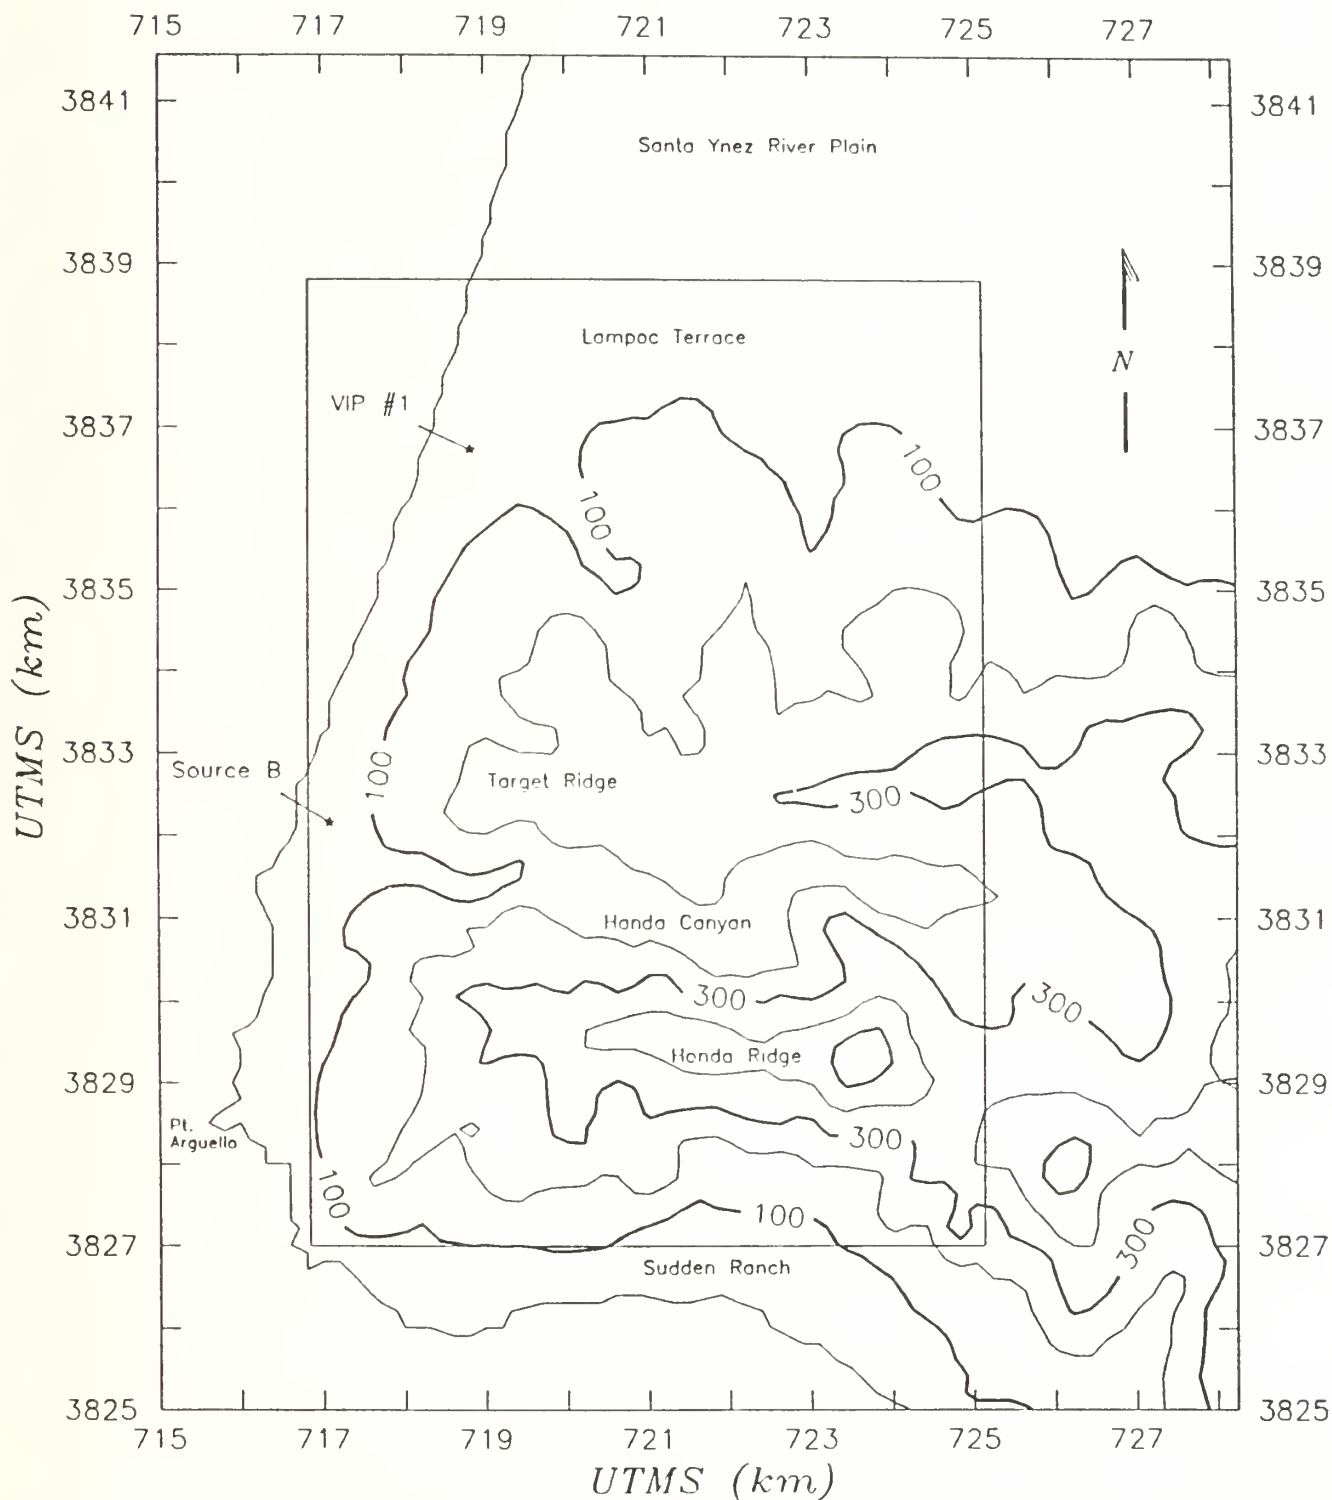 715 717 719 721 723 725 727
3841 3841
Santa Ynez River Plain
3839 3839
Lompoc Terrace
N
VIP #1
3837 3837
100
100
3835 3835
UTMS (km)
3833 3833
Source B
100
Target Ridge
300
3831 3831
Honda Canyon
300
300
Honda Ridge
3829 3829
Pt.
Arguello
300
100
100
300
3827 3827
Sudden Ranch
3825 3825
715 717 719 721 723 725 727
UTMS (km)